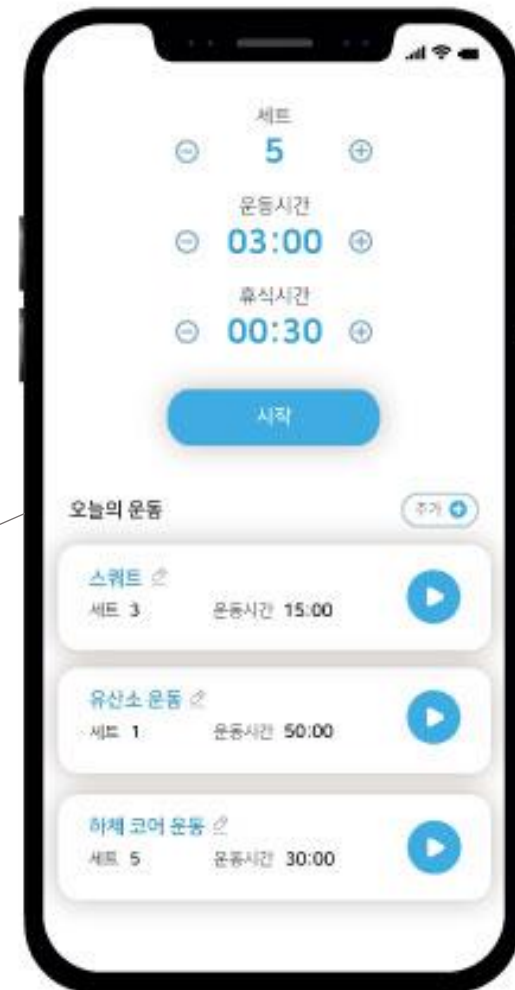 세트
5
운동시간
03:00
휴식시간
00:30
시작
오늘의 운동
추가
스쿼트
세트 3 운동시간 15:00
유산소 운동
세트 1 운동시간 50:00
하체 코어 운동
세트 5 운동시간 30:00